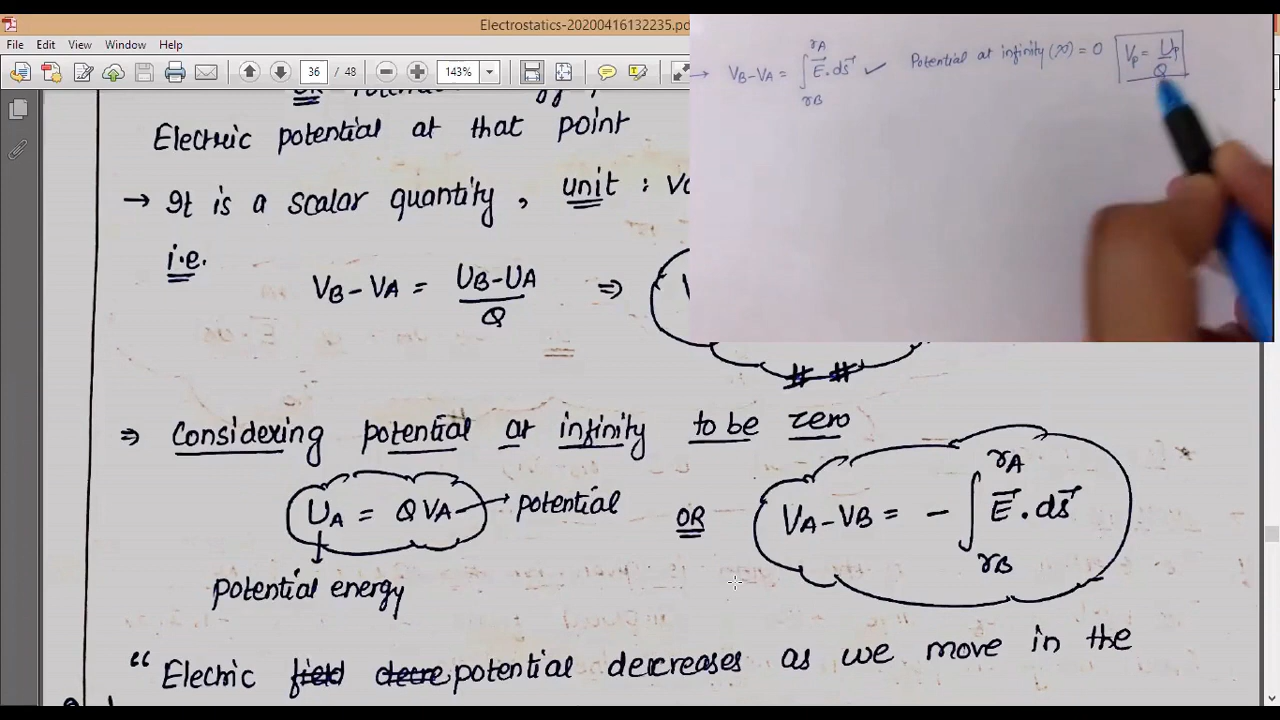 Electrostatics-20200416132235.pd
File Edit View Window Help
36 / 48 143%
→ VB-VA = ∫ rA rB E⃗.ds⃗ ✓ Potential at infinity (∞) = 0 Vp = Up/Q
OR
Electric potential at that point
→ It is a scalar quantity, unit :
i.e.
VB-VA = UB-UA/Q ⇒
⇒ Considering potential at infinity to be zero
UA = QVA → potential OR VA-VB = - ∫ rA rB E⃗.ds⃗
potential energy
“ Electric field decre potential decreases as we move in the